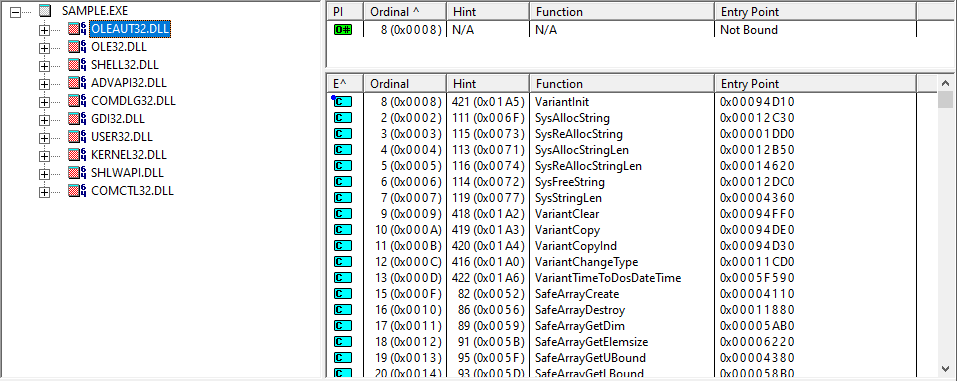 SAMPLE.EXE
OLEAUT32.DLL
OLE32.DLL
SHELL32.DLL
ADVAPI32.DLL
COMDLG32.DLL
GDI32.DLL
USER32.DLL
KERNEL32.DLL
SHLWAPI.DLL
COMCTL32.DLL
PI Ordinal ^ Hint Function Entry Point
O# 8 (0x0008) N/A N/A Not Bound
E^ Ordinal Hint Function Entry Point
C 8 (0x0008) 421 (0x01A5) VariantInit 0x00094D10
C 2 (0x0002) 111 (0x006F) SysAllocString 0x00012C30
C 3 (0x0003) 115 (0x0073) SysReAllocString 0x00001DD0
C 4 (0x0004) 113 (0x0071) SysAllocStringLen 0x00012B50
C 5 (0x0005) 116 (0x0074) SysReAllocStringLen 0x00014620
C 6 (0x0006) 114 (0x0072) SysFreeString 0x00012DC0
C 7 (0x0007) 119 (0x0077) SysStringLen 0x00004360
C 9 (0x0009) 418 (0x01A2) VariantClear 0x00094FF0
C 10 (0x000A) 419 (0x01A3) VariantCopy 0x00094DE0
C 11 (0x000B) 420 (0x01A4) VariantCopyInd 0x00094D30
C 12 (0x000C) 416 (0x01A0) VariantChangeType 0x00011CD0
C 13 (0x000D) 422 (0x01A6) VariantTimeToDosDateTime 0x0005F590
C 15 (0x000F) 82 (0x0052) SafeArrayCreate 0x00004110
C 16 (0x0010) 86 (0x0056) SafeArrayDestroy 0x00011880
C 17 (0x0011) 89 (0x0059) SafeArrayGetDim 0x00005AB0
C 18 (0x0012) 91 (0x005B) SafeArrayGetElemsize 0x00006220
C 19 (0x0013) 95 (0x005F) SafeArrayGetUBound 0x00004380
C 20 (0x0014) 93 (0x005D) SafeArrayGetLBound 0x000058B0